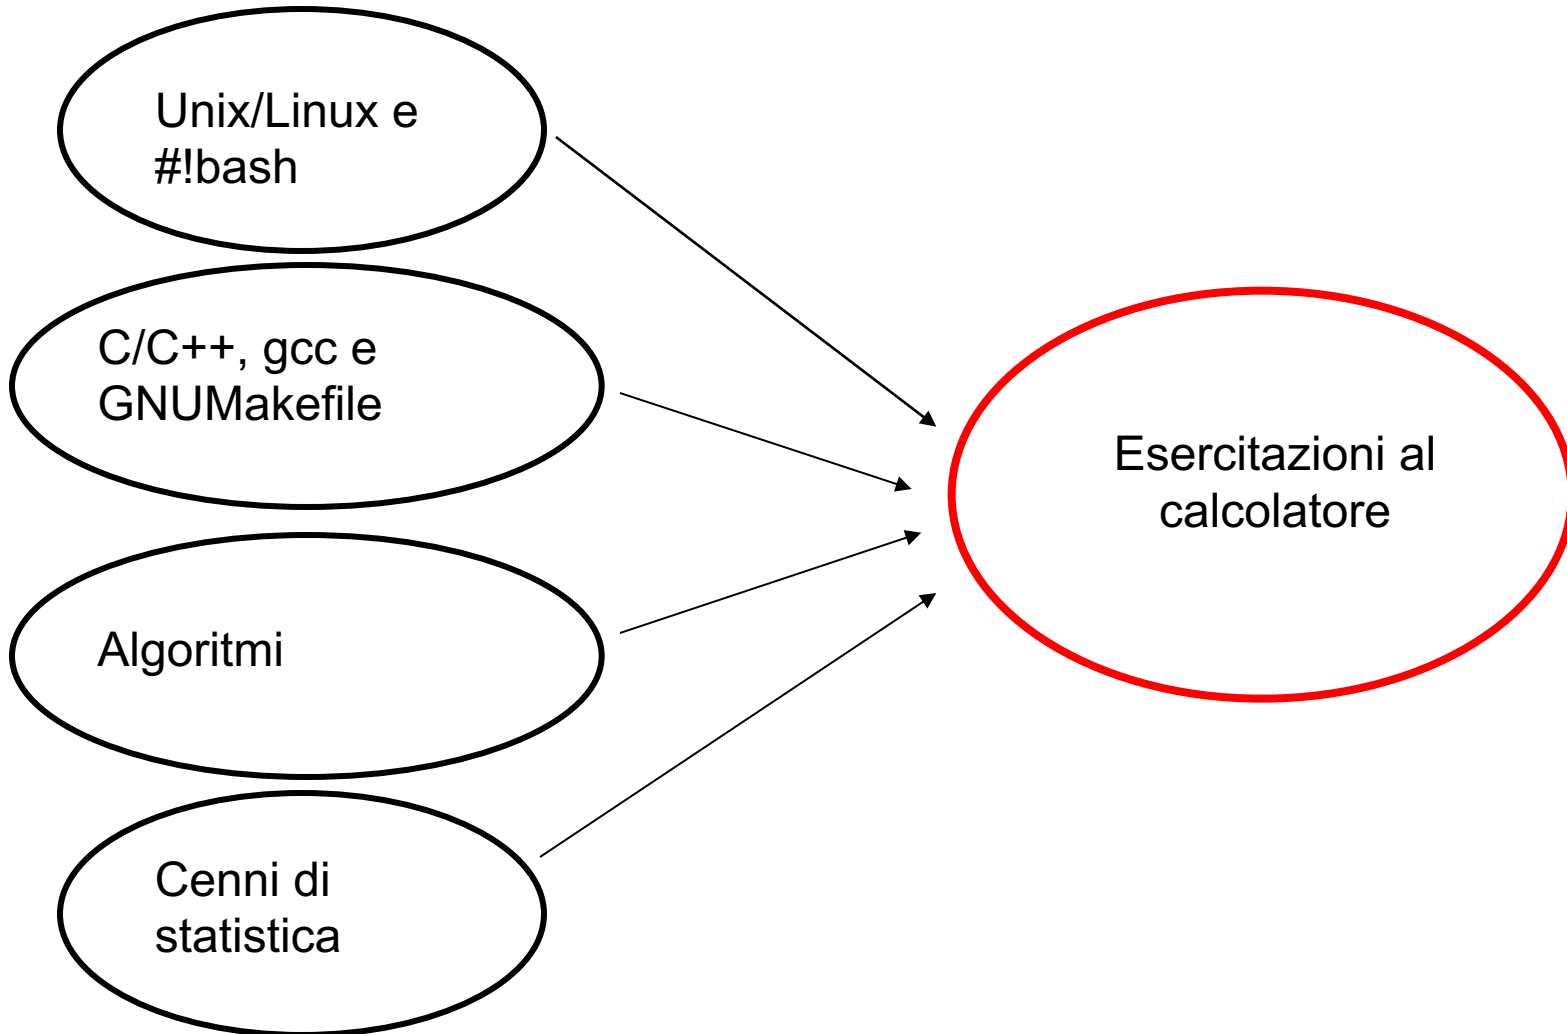 Unix/Linux e
#!bash
C/C++, gcc e
GNUMakefile
Esercitazioni al
calcolatore
Algoritmi
Cenni di
statistica